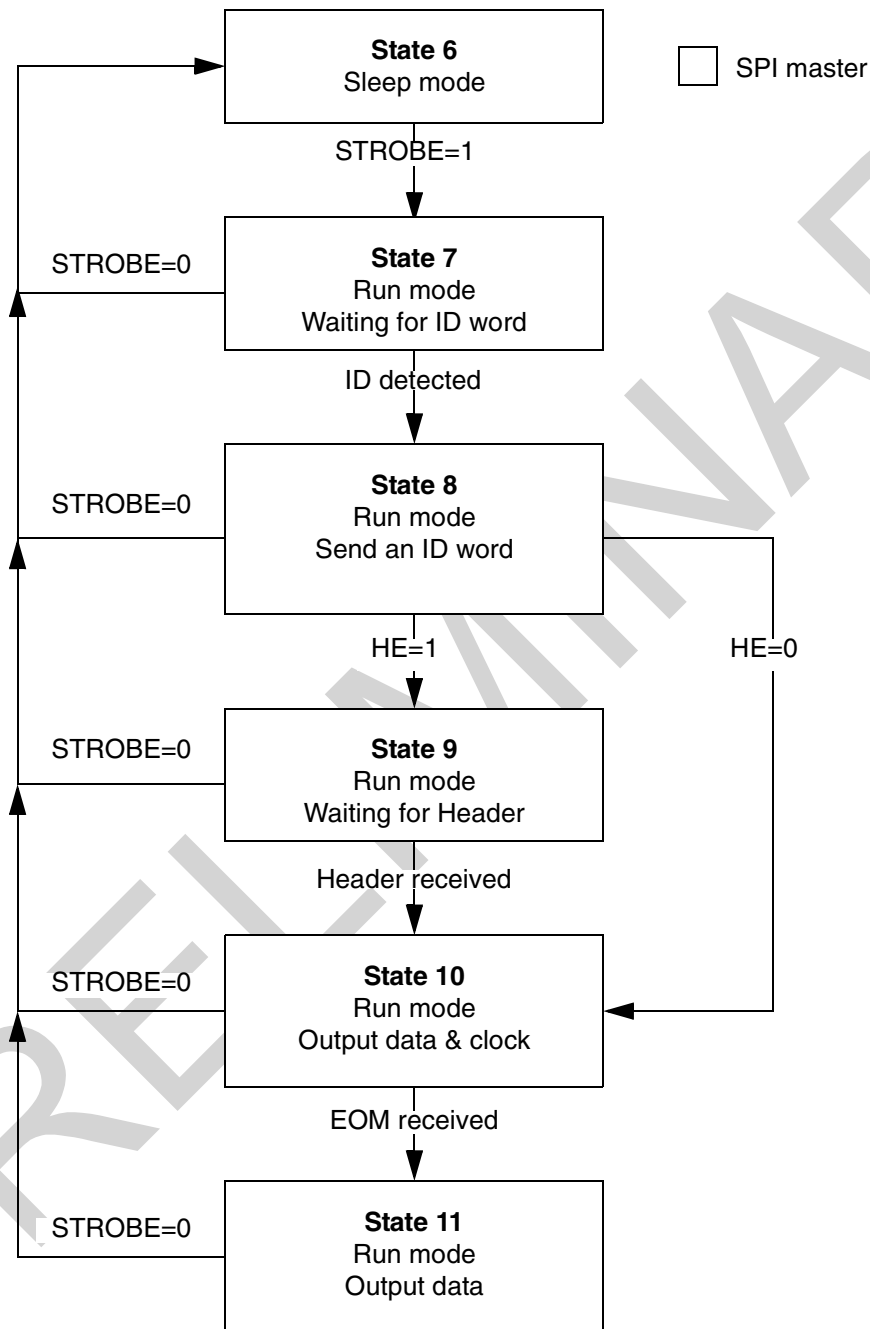 State 6
Sleep mode
SPI master
STROBE=1
State 7
Run mode
Waiting for ID word
STROBE=0
ID detected
State 8
Run mode
Send an ID word
STROBE=0
HE=1
HE=0
State 9
Run mode
Waiting for Header
STROBE=0
Header received
State 10
Run mode
Output data & clock
STROBE=0
EOM received
State 11
Run mode
Output data
STROBE=0
RELIMINAR